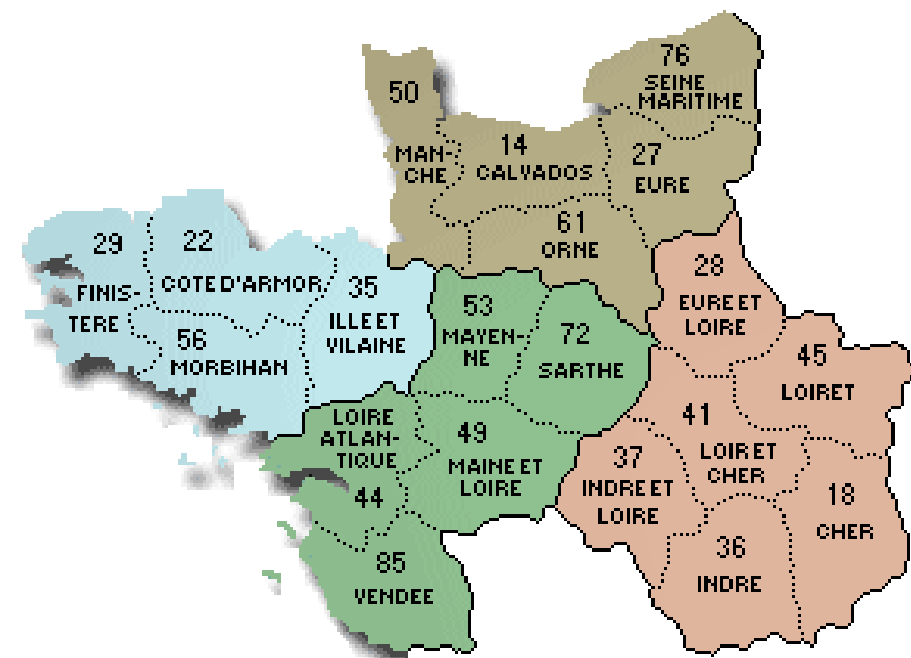 76
SEINE
MARITIME
50
MAN-
CHE
14
CALVADOS
27
EURE
61
ORNE
29
FINIS-
TERE
22
COTE D'ARMOR
35
ILLE ET
VILAINE
56
MORBIHAN
53
MAYEN-
NE
72
SARTHE
28
EURE ET
LOIRE
45
LOIRET
41
LOIR ET
CHER
LOIRE
ATLAN-
TIQUE
44
49
MAINE ET
LOIRE
37
INDRE ET
LOIRE
18
CHER
36
INDRE
85
VENDEE